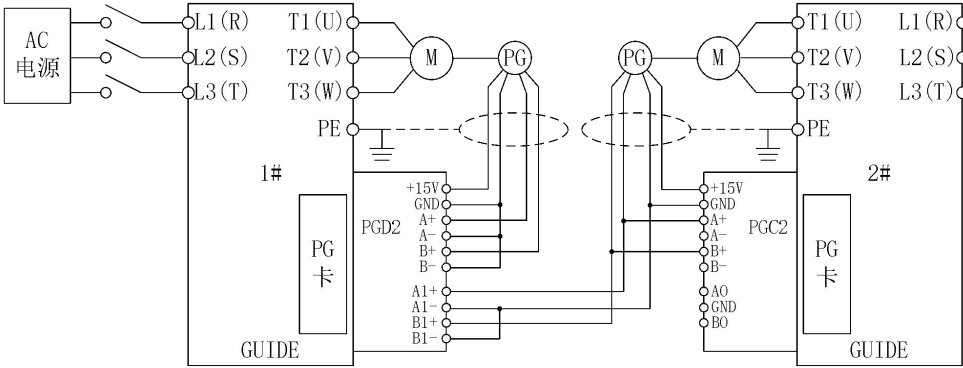 AC
电源
L1(R)
L2(S)
L3(T)
T1(U)
T2(V)
T3(W)
PE
1#
PG
卡
GUIDE
M
PG
PGD2
+15V
GND
A+
A-
B+
B-
A1+
A1-
B1+
B1-
PG
M
PGC2
+15V
GND
A+
A-
B+
B-
AO
GND
BO
T1(U)
T2(V)
T3(W)
PE
L1(R)
L2(S)
L3(T)
2#
PG
卡
GUIDE